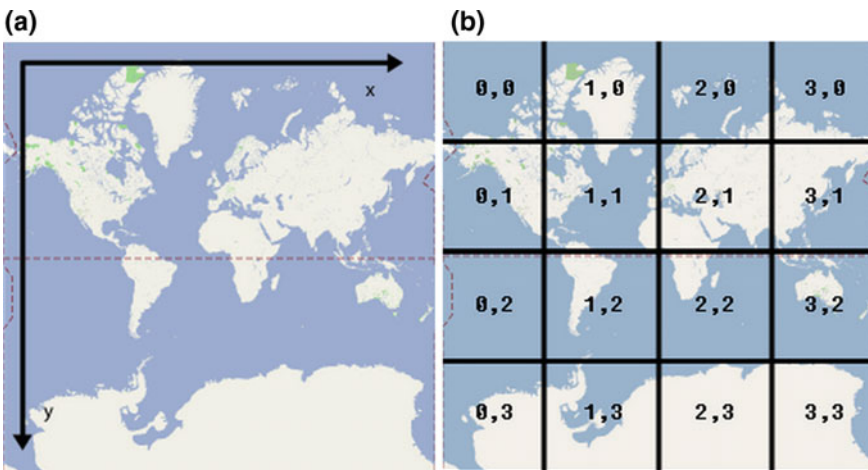 (a)
(b)
x
y
0,0 1,0 2,0 3,0
0,1 1,1 2,1 3,1
0,2 1,2 2,2 3,2
0,3 1,3 2,3 3,3